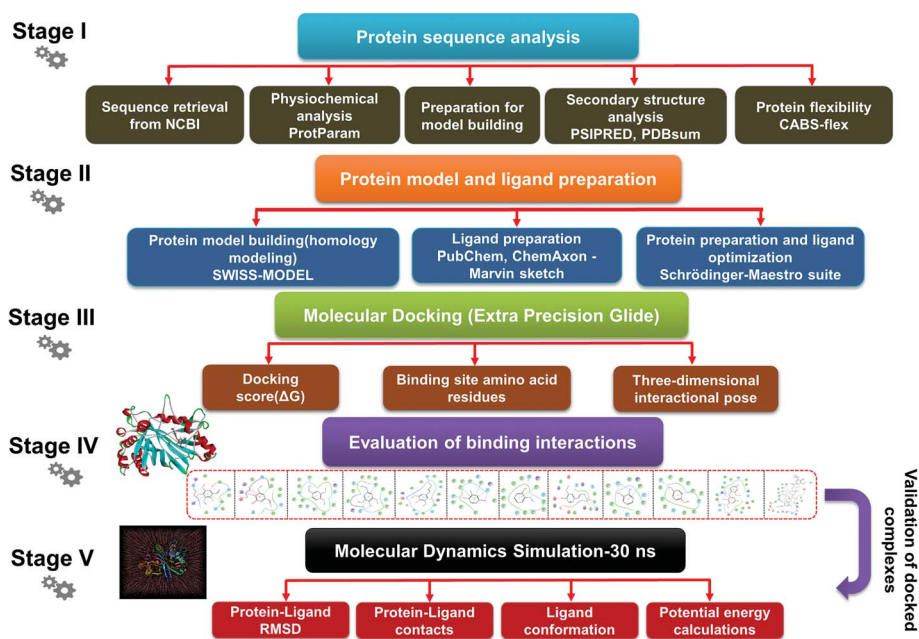 Stage I
Protein sequence analysis
Sequence retrieval
from NCBI
Physiochemical
analysis
ProtParam
Preparation for
model building
Secondary structure
analysis
PSIPRED, PDBsum
Protein flexibility
CABS-flex
Stage II
Protein model and ligand preparation
Protein model building(homology
modeling)
SWISS-MODEL
Ligand preparation
PubChem, ChemAxon -
Marvin sketch
Protein preparation and ligand
optimization
Schrödinger-Maestro suite
Stage III
Molecular Docking (Extra Precision Glide)
Docking
score(ΔG)
Binding site amino acid
residues
Three-dimensional
interactional pose
Stage IV
Evaluation of binding interactions
Validation of docked
complexes
Stage V
Molecular Dynamics Simulation-30 ns
Protein-Ligand
RMSD
Protein-Ligand
contacts
Ligand
conformation
Potential energy
calculations